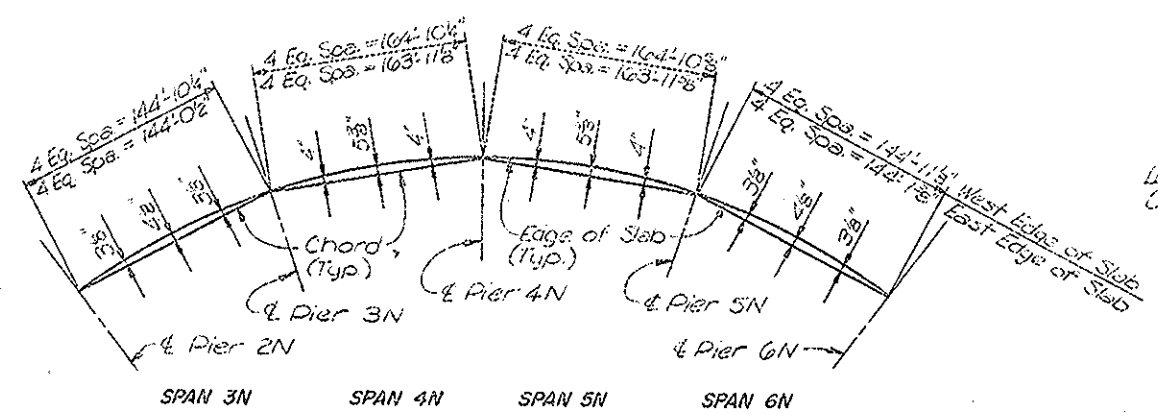 4 Eq. Spa. = 144'-10¼"
4 Eq. Spa. = 144'-0½"
4 Eq. Spa. = 164'-10¼"
4 Eq. Spa. = 163'-11⅛"
4 Eq. Spa. = 164'-10⅜"
4 Eq. Spa. = 163'-11⅜"
4 Eq. Spa. = 144'-11½" West Edge of Slab
4 Eq. Spa. = 144'-1⅜" East Edge of Slab
3⅛"
4⅛"
3⅛"
4"
5⅜"
4"
4"
5⅜"
4"
3⅛"
4⅛"
3⅛"
Chord
(Typ.)
Edge of Slab
(Typ.)
℄ Pier 2N
℄ Pier 3N
℄ Pier 4N
℄ Pier 5N
℄ Pier 6N
SPAN 3N
SPAN 4N
SPAN 5N
SPAN 6N